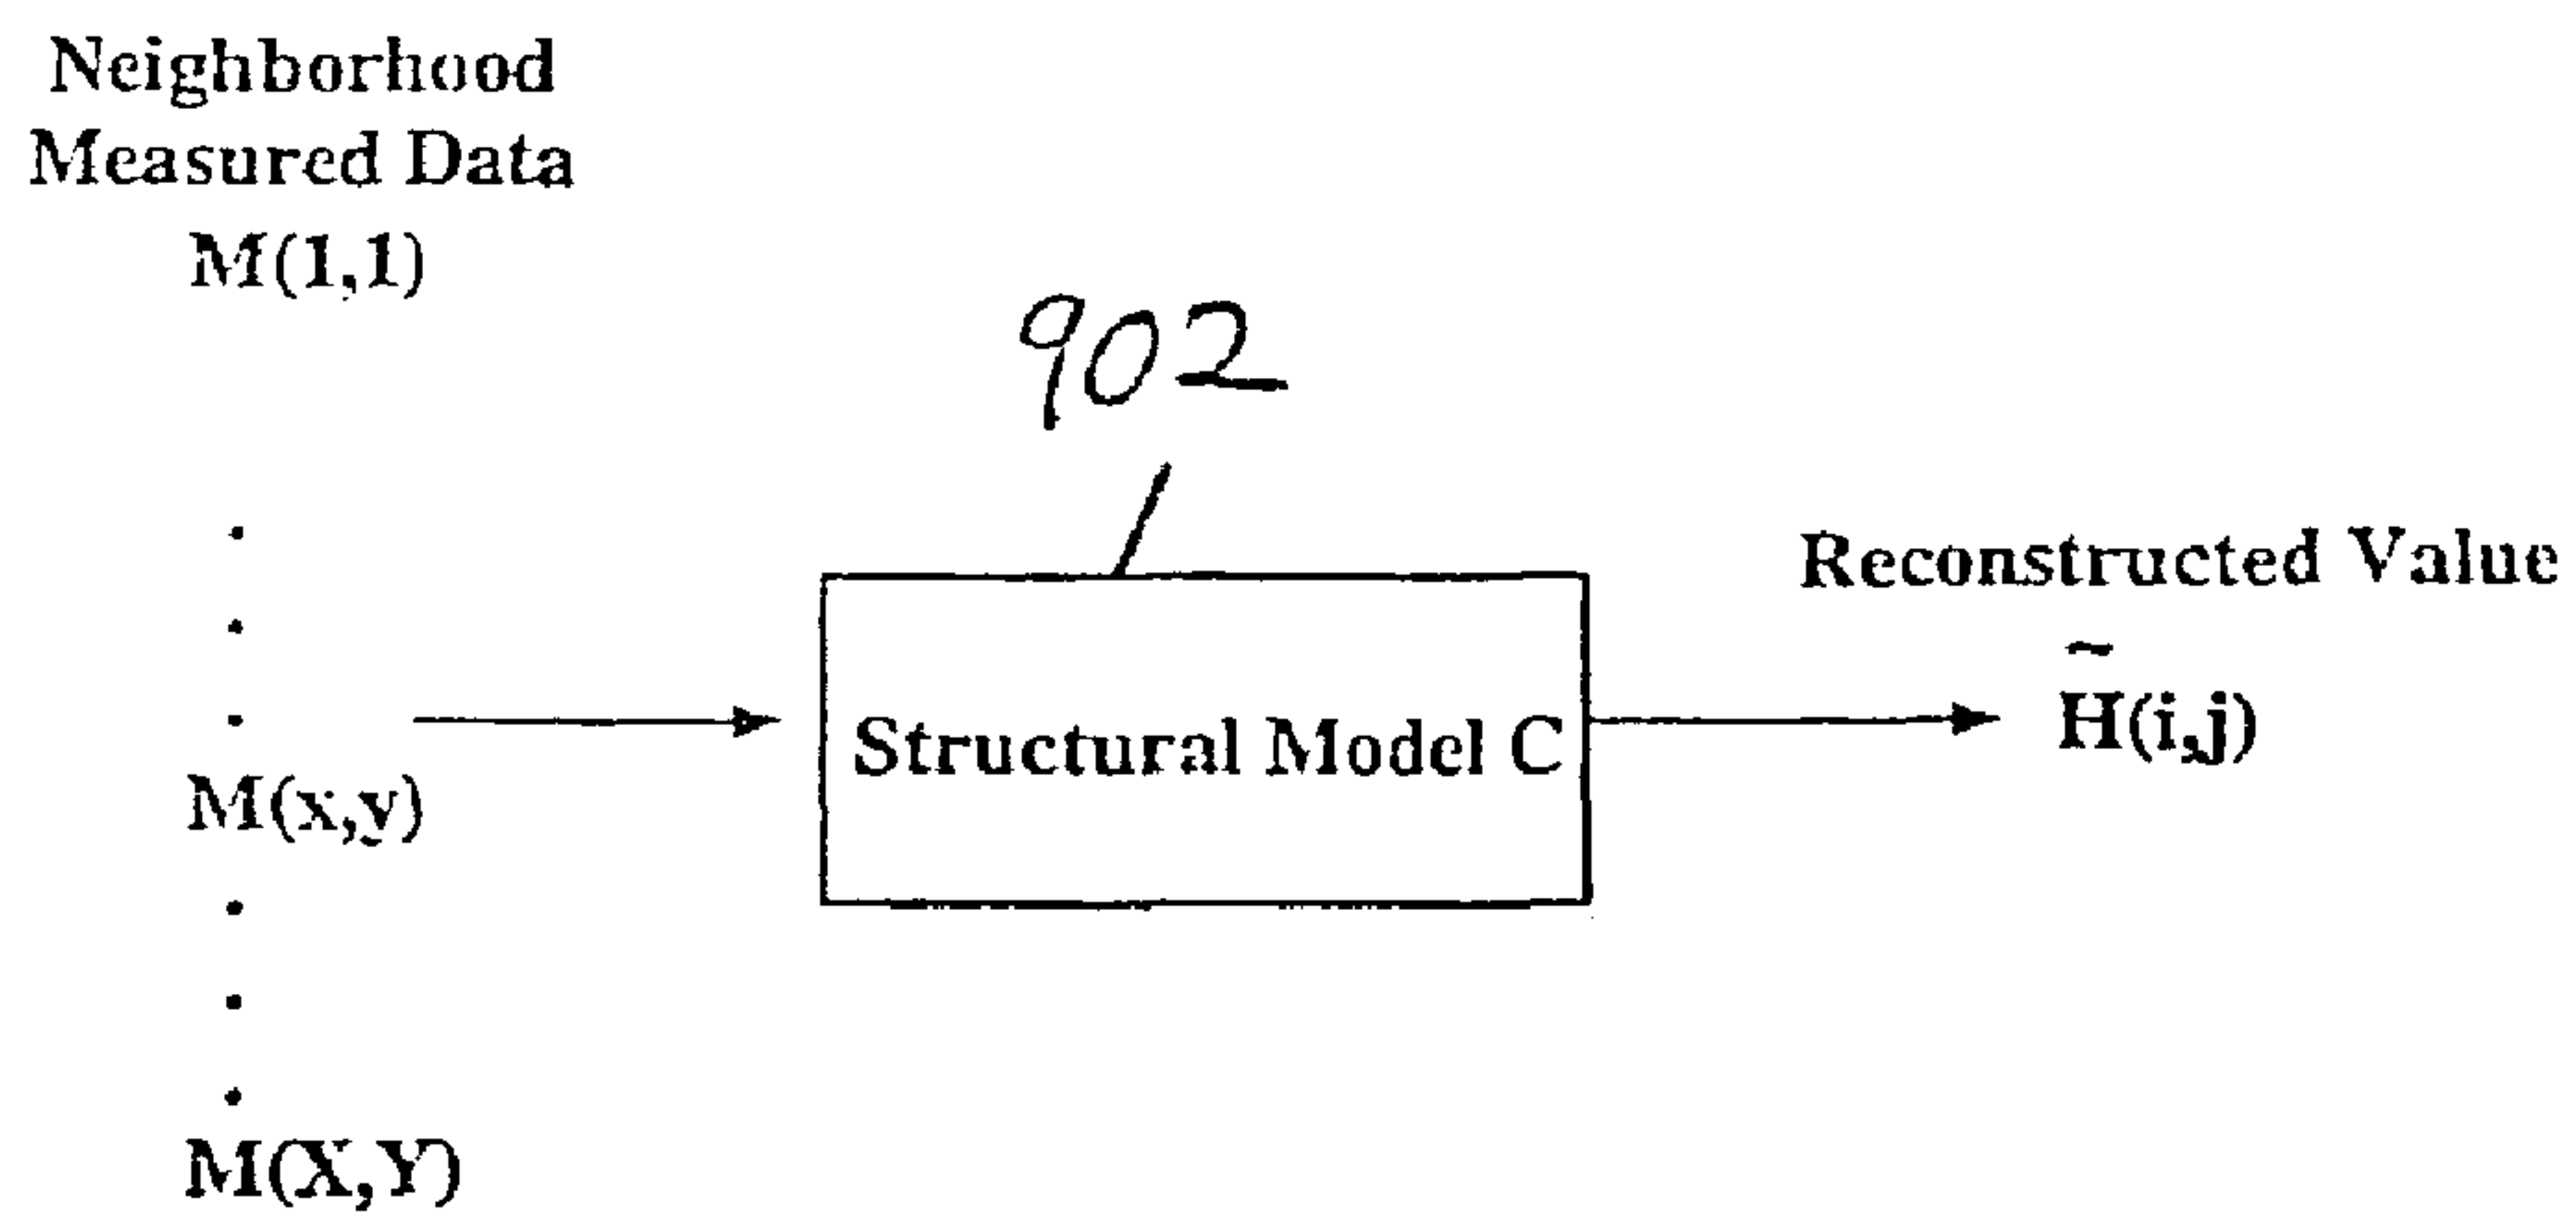 Neighborhood
Measured Data
M(1,1)
902
.
.
.
M(x,y)
Structural Model C
Reconstructed Value
~
H(i,j)
.
.
.
M(X,Y)